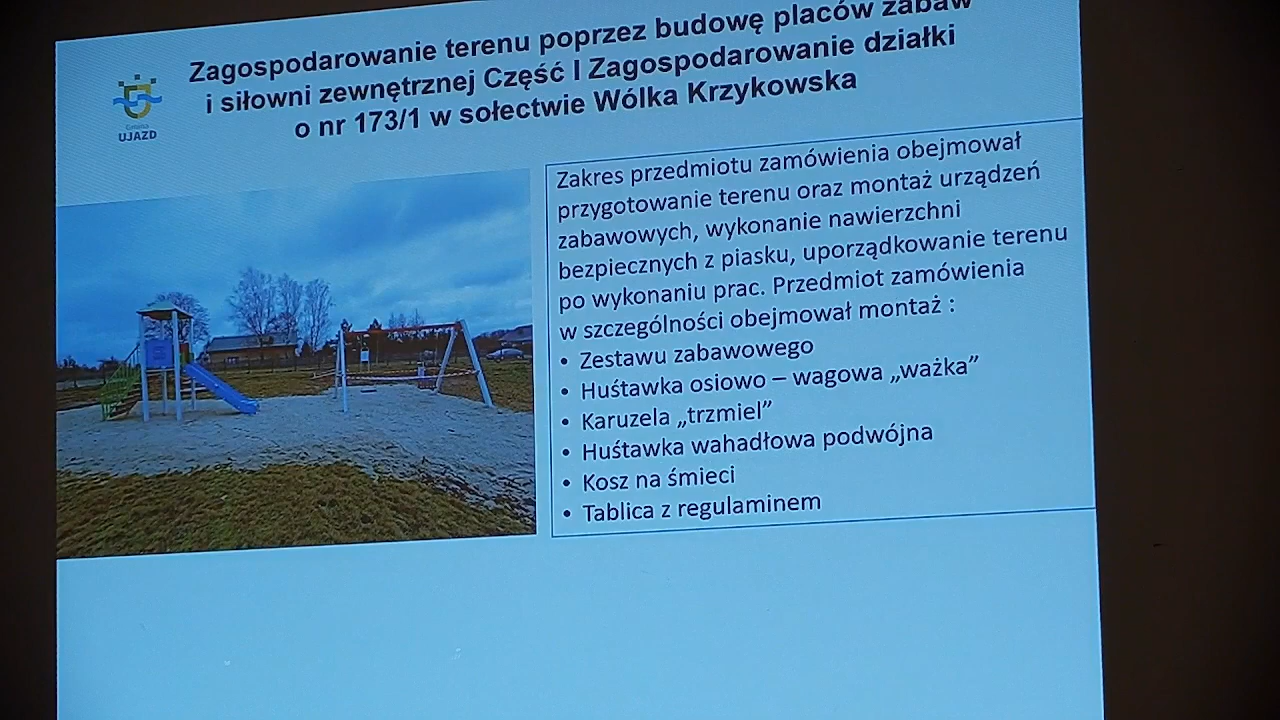 Zagospodarowanie terenu poprzez budowę placów zabaw
i siłowni zewnętrznej Część I Zagospodarowanie działki
o nr 173/1 w sołectwie Wólka Krzykowska
Gmina
UJAZD
Zakres przedmiotu zamówienia obejmował
przygotowanie terenu oraz montaż urządzeń
zabawowych, wykonanie nawierzchni
bezpiecznych z piasku, uporządkowanie terenu
po wykonaniu prac. Przedmiot zamówienia
w szczególności obejmował montaż :
• Zestawu zabawowego
• Huśtawka osiowo – wagowa „ważka”
• Karuzela „trzmiel”
• Huśtawka wahadłowa podwójna
• Kosz na śmieci
• Tablica z regulaminem